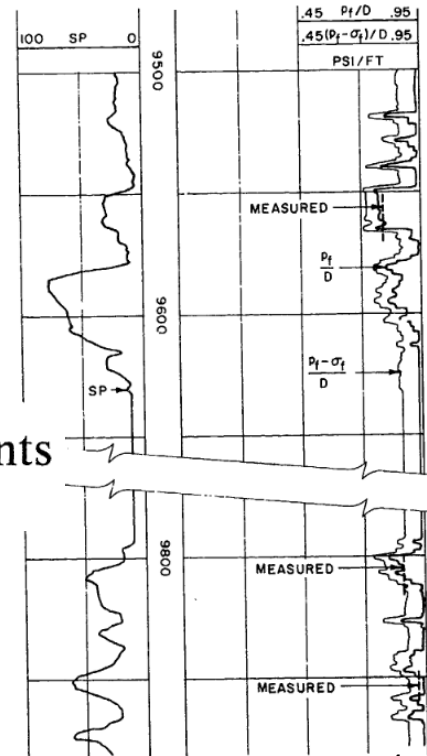 .45 Pf/D .95
100 SP 0
.45(Pf-σf)/D .95
PSI/FT
9500
MEASURED
Pf
D
9600
Pf-σf
D
SP
nts
9800
MEASURED
MEASURED